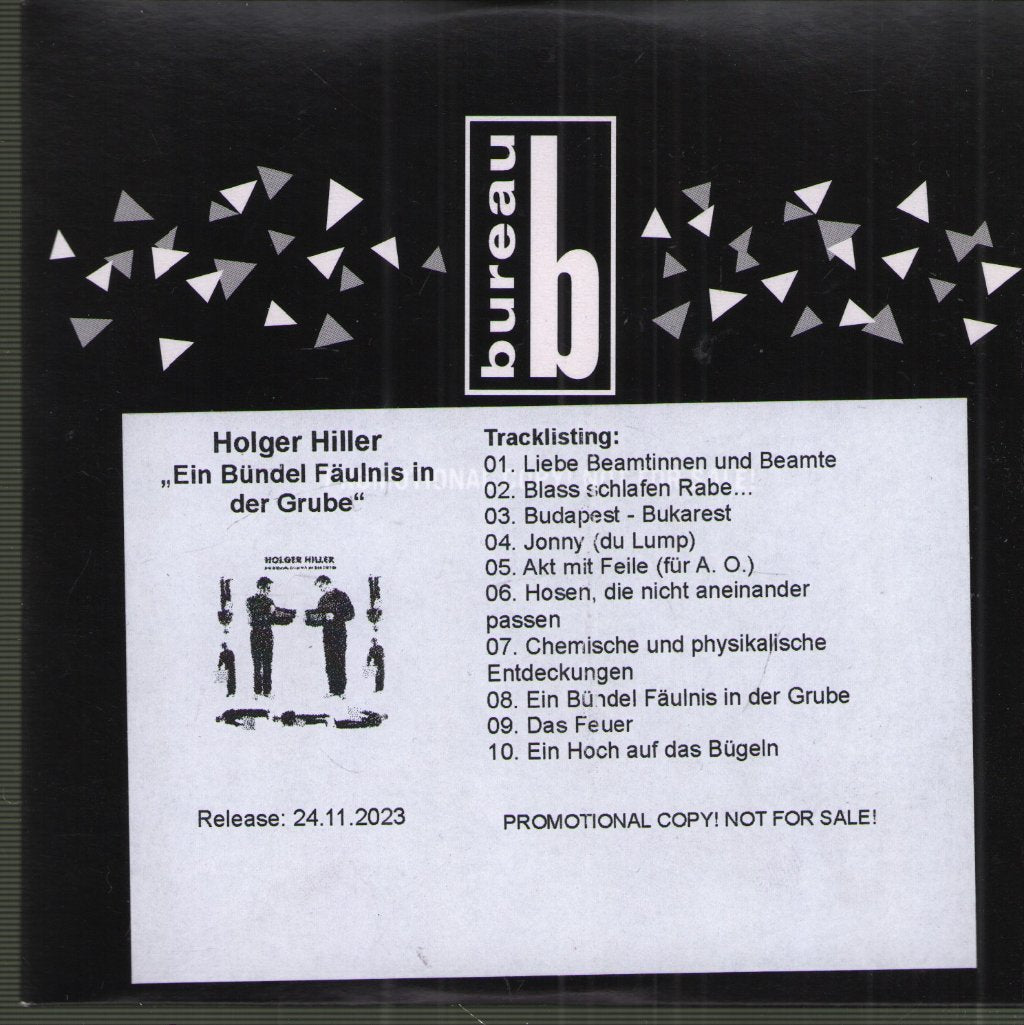 bureau
b
Holger Hiller
„Ein Bündel Fäulnis in
der Grube“
HOLGER HILLER
Release: 24.11.2023
Tracklisting:
01. Liebe Beamtinnen und Beamte
02. Blass schlafen Rabe...
03. Budapest - Bukarest
04. Jonny (du Lump)
05. Akt mit Feile (für A. O.)
06. Hosen, die nicht aneinander
passen
07. Chemische und physikalische
Entdeckungen
08. Ein Bündel Fäulnis in der Grube
09. Das Feuer
10. Ein Hoch auf das Bügeln
PROMOTIONAL COPY! NOT FOR SALE!